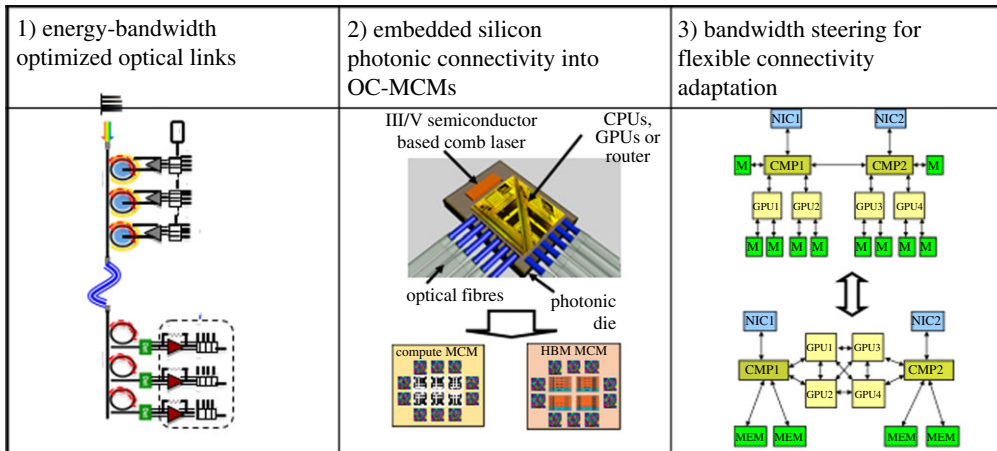 1) energy-bandwidth
optimized optical links
2) embedded silicon
photonic connectivity into
OC-MCMs
3) bandwidth steering for
flexible connectivity
adaptation
III/V semiconductor
based comb laser
CPUs,
GPUs or
router
optical fibres
photonic
die
compute MCM
HBM MCM
NIC1
NIC2
M
CMP1
CMP2
M
GPU1
GPU2
GPU3
GPU4
M
M
M
M
M
M
M
M
NIC1
NIC2
GPU1
GPU3
CMP1
CMP2
GPU2
GPU4
MEM
MEM
MEM
MEM